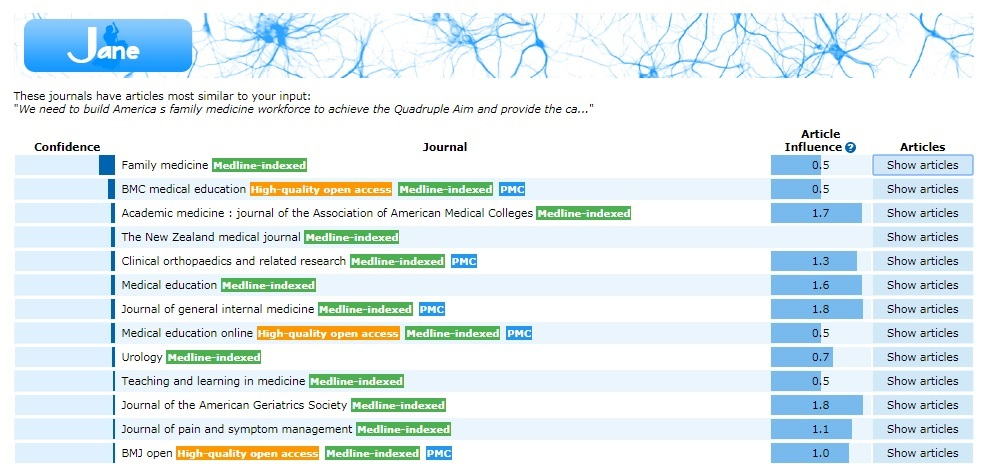 Jane
These journals have articles most similar to your input:
"We need to build America s family medicine workforce to achieve the Quadruple Aim and provide the ca..."
Article
Confidence Journal Influence ? Articles
Family medicine Medline-indexed 0.5 Show articles
BMC medical education High-quality open access Medline-indexed PMC 0.5 Show articles
Academic medicine : journal of the Association of American Medical Colleges Medline-indexed 1.7 Show articles
The New Zealand medical journal Medline-indexed Show articles
Clinical orthopaedics and related research Medline-indexed PMC 1.3 Show articles
Medical education Medline-indexed 1.6 Show articles
Journal of general internal medicine Medline-indexed PMC 1.8 Show articles
Medical education online High-quality open access Medline-indexed PMC 0.5 Show articles
Urology Medline-indexed 0.7 Show articles
Teaching and learning in medicine Medline-indexed 0.5 Show articles
Journal of the American Geriatrics Society Medline-indexed 1.8 Show articles
Journal of pain and symptom management Medline-indexed 1.1 Show articles
BMJ open High-quality open access Medline-indexed PMC 1.0 Show articles